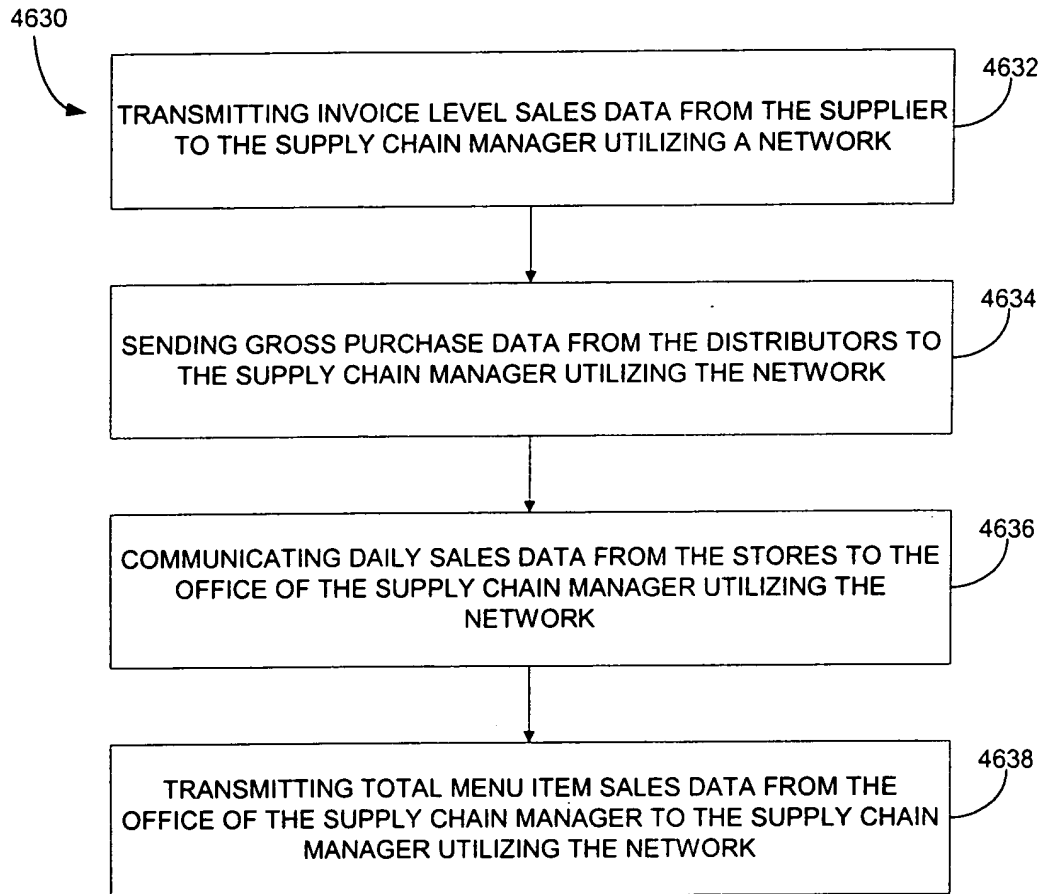 4630
4632
TRANSMITTING INVOICE LEVEL SALES DATA FROM THE SUPPLIER
TO THE SUPPLY CHAIN MANAGER UTILIZING A NETWORK
4634
SENDING GROSS PURCHASE DATA FROM THE DISTRIBUTORS TO
THE SUPPLY CHAIN MANAGER UTILIZING THE NETWORK
4636
COMMUNICATING DAILY SALES DATA FROM THE STORES TO THE
OFFICE OF THE SUPPLY CHAIN MANAGER UTILIZING THE
NETWORK
4638
TRANSMITTING TOTAL MENU ITEM SALES DATA FROM THE
OFFICE OF THE SUPPLY CHAIN MANAGER TO THE SUPPLY CHAIN
MANAGER UTILIZING THE NETWORK